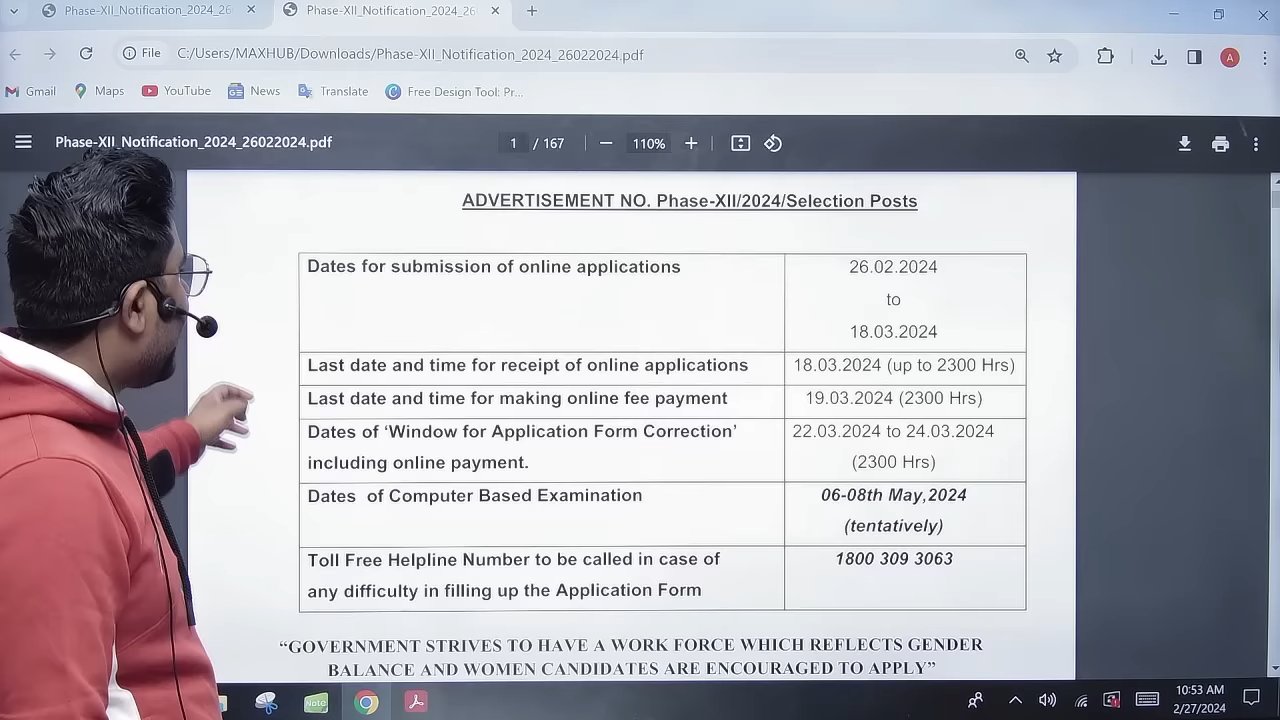 Phase-XII_Notification_2024_26
Phase-XII_Notification_2024_26
File
C:/Users/MAXHUB/Downloads/Phase-XII_Notification_2024_26022024.pdf
A
Gmail
Maps
YouTube
News
Translate
Free Design Tool: Pr...
Phase-XII_Notification_2024_26022024.pdf
1 / 167
110%
ADVERTISEMENT NO. Phase-XII/2024/Selection Posts
Dates for submission of online applications
26.02.2024
to
18.03.2024
Last date and time for receipt of online applications
18.03.2024 (up to 2300 Hrs)
Last date and time for making online fee payment
19.03.2024 (2300 Hrs)
Dates of ‘Window for Application Form Correction’
including online payment.
22.03.2024 to 24.03.2024
(2300 Hrs)
Dates of Computer Based Examination
06-08th May,2024
(tentatively)
Toll Free Helpline Number to be called in case of
any difficulty in filling up the Application Form
1800 309 3063
“GOVERNMENT STRIVES TO HAVE A WORK FORCE WHICH REFLECTS GENDER
BALANCE AND WOMEN CANDIDATES ARE ENCOURAGED TO APPLY”
Note
10:53 AM
2/27/2024